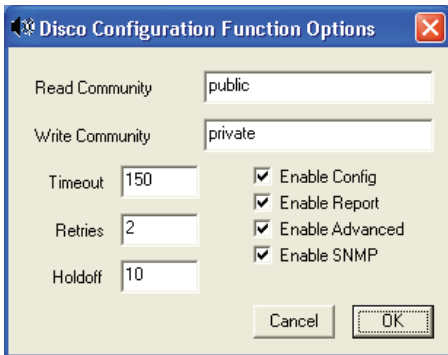 Disco Configuration Function Options
Read Community public
Write Community private
Timeout 150 Enable Config
Enable Report
Retries 2 Enable Advanced
Enable SNMP
Holdoff 10
Cancel OK